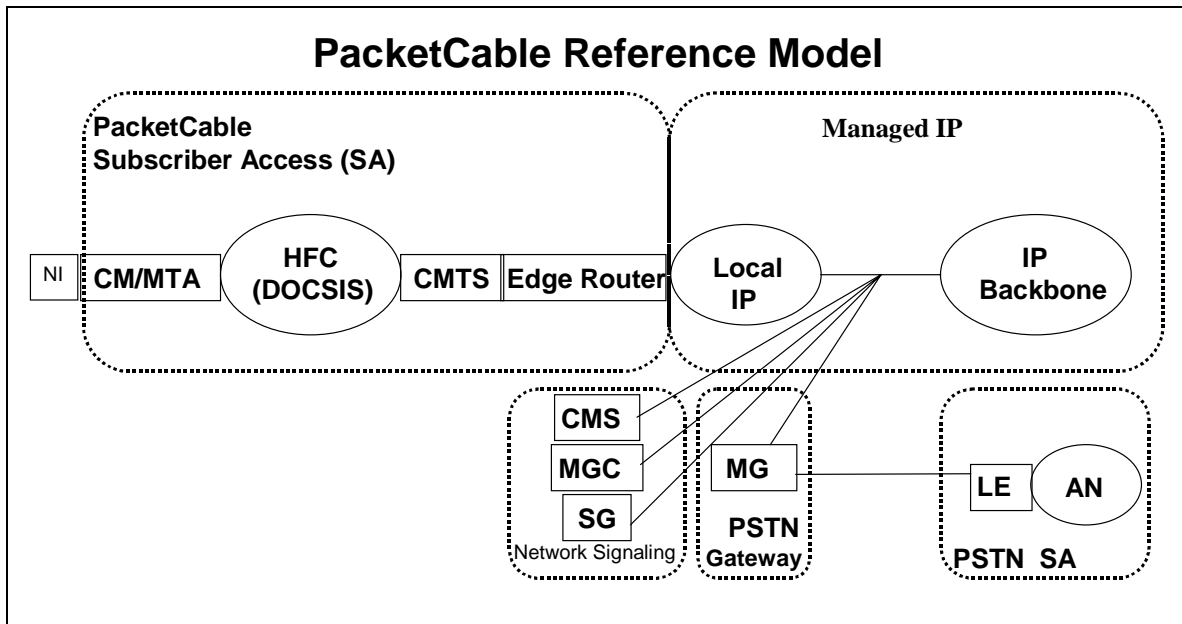 PacketCable Reference Model
PacketCable
Subscriber Access (SA)
Managed IP
NI
CM/MTA
HFC
(DOCSIS)
CMTS
Edge Router
Local
IP
IP
Backbone
CMS
MGC
SG
Network Signaling
MG
PSTN
Gateway
LE
AN
PSTN SA